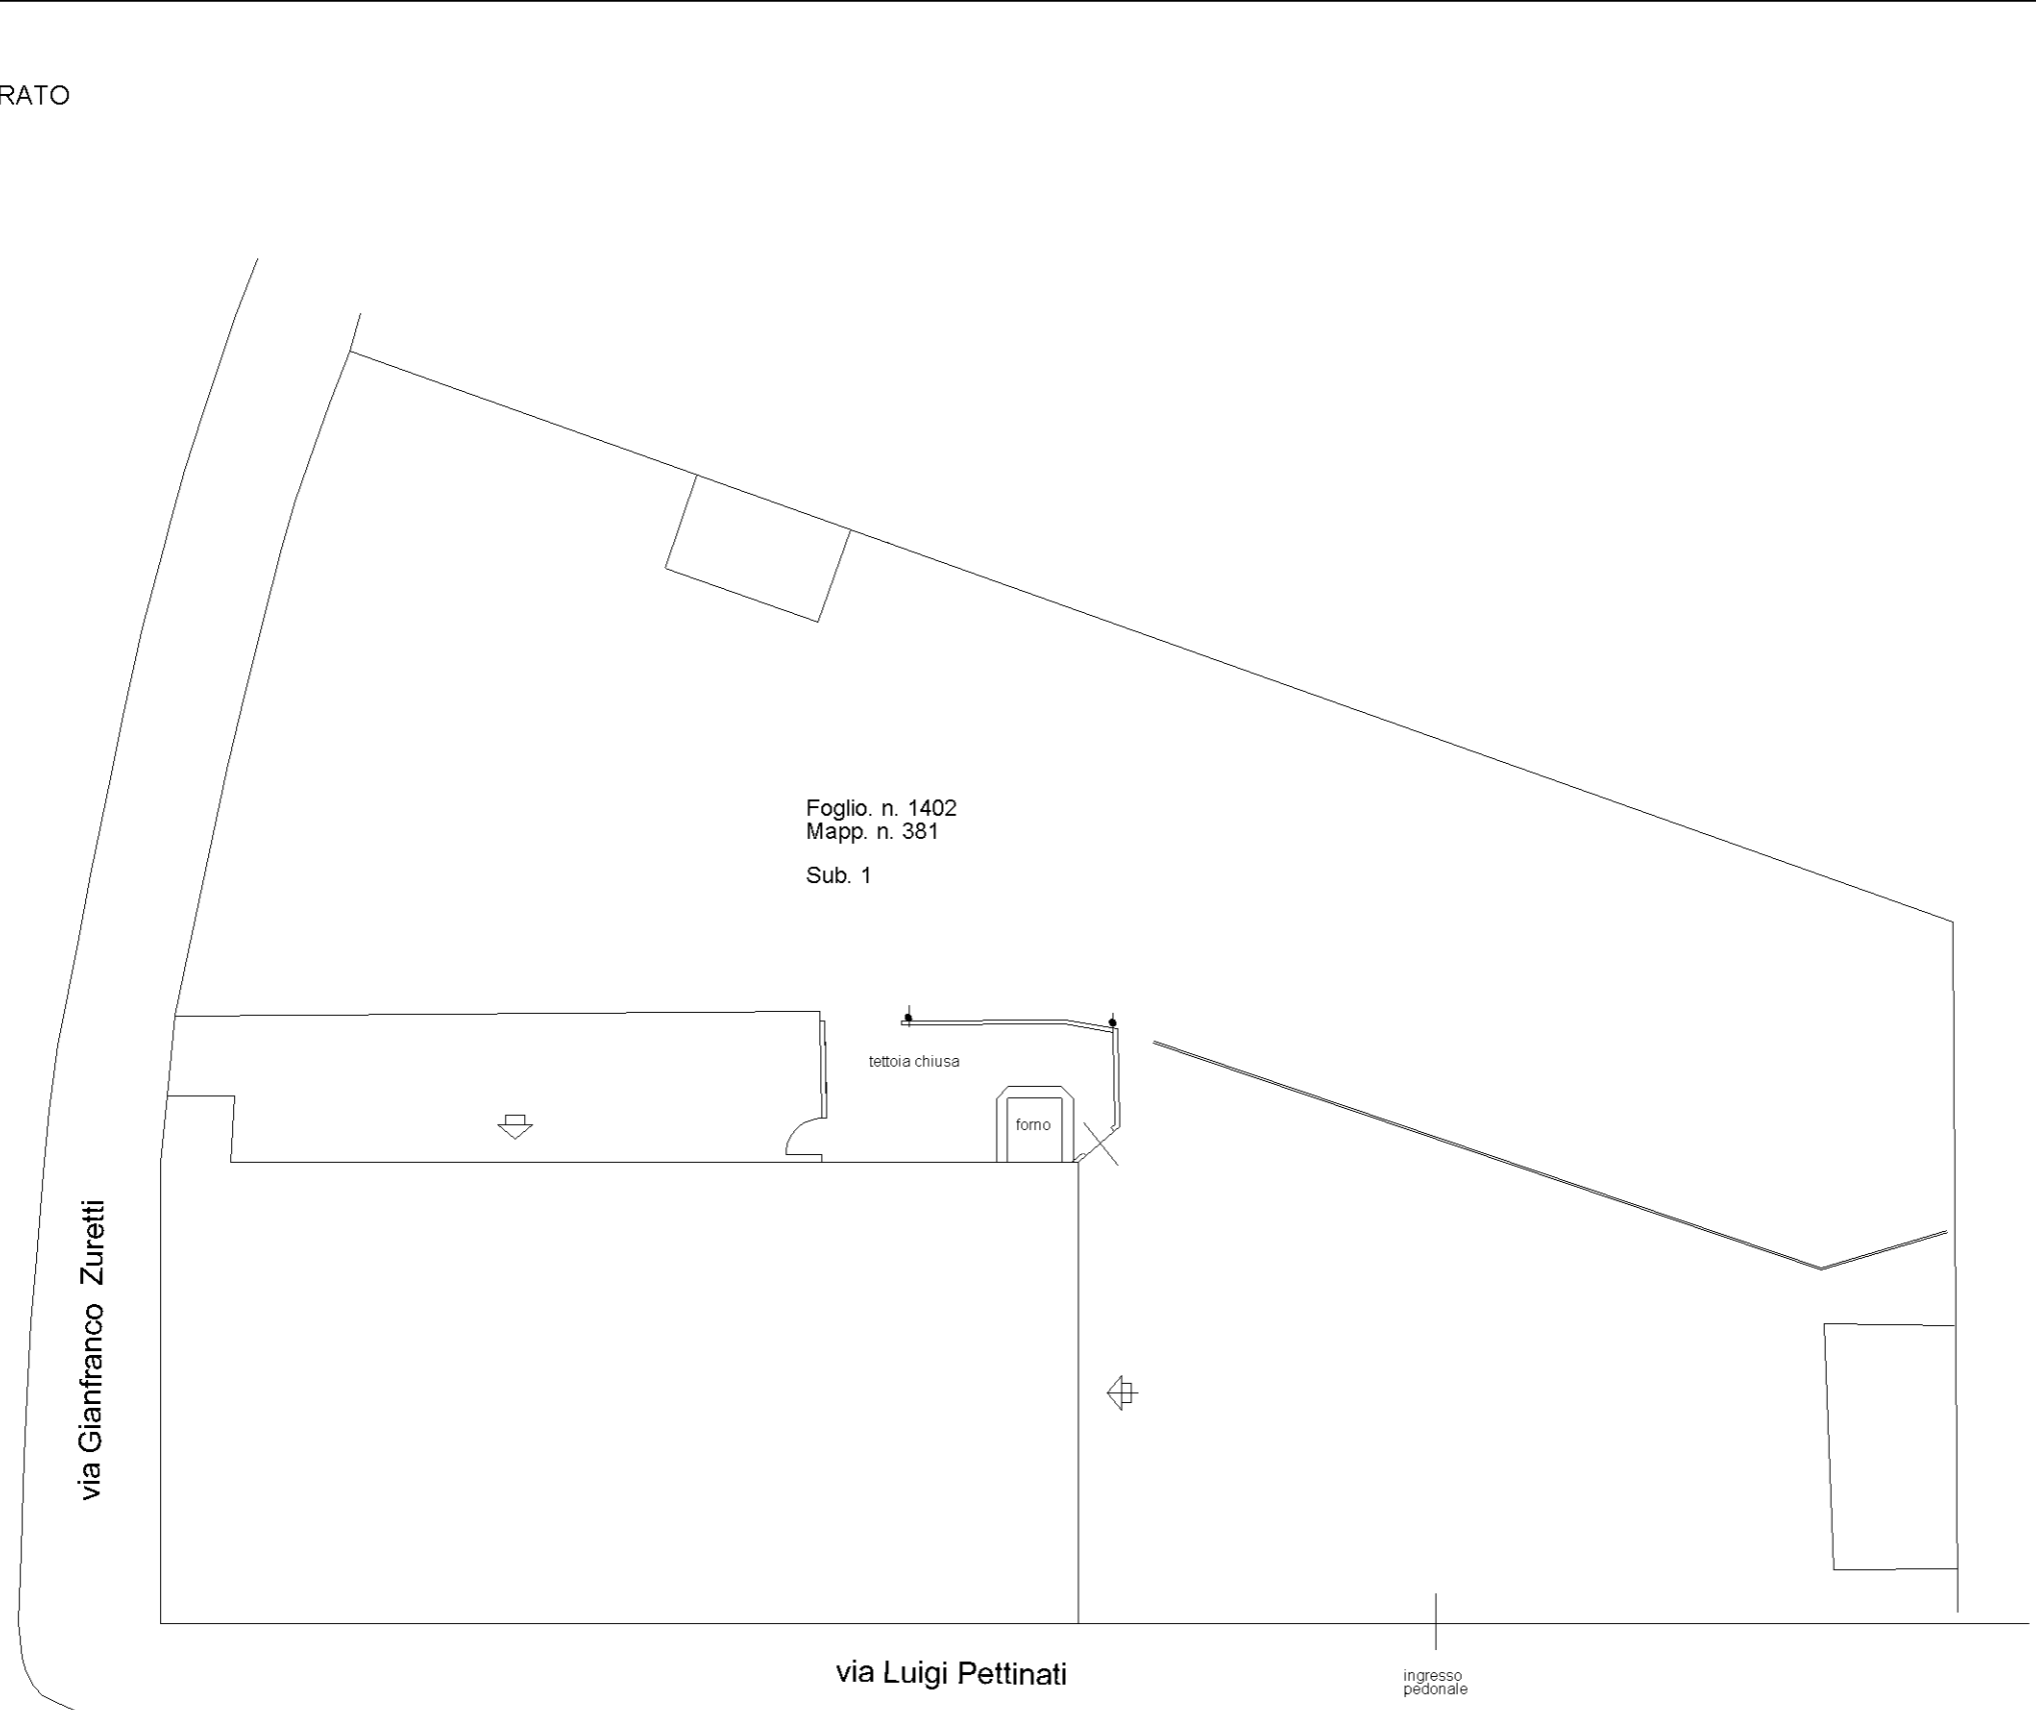 RATO
Foglio. n. 1402
Mapp. n. 381
Sub. 1
tettoia chiusa
forno
via Gianfranco Zuretti
via Luigi Pettinati
ingresso
pedonale